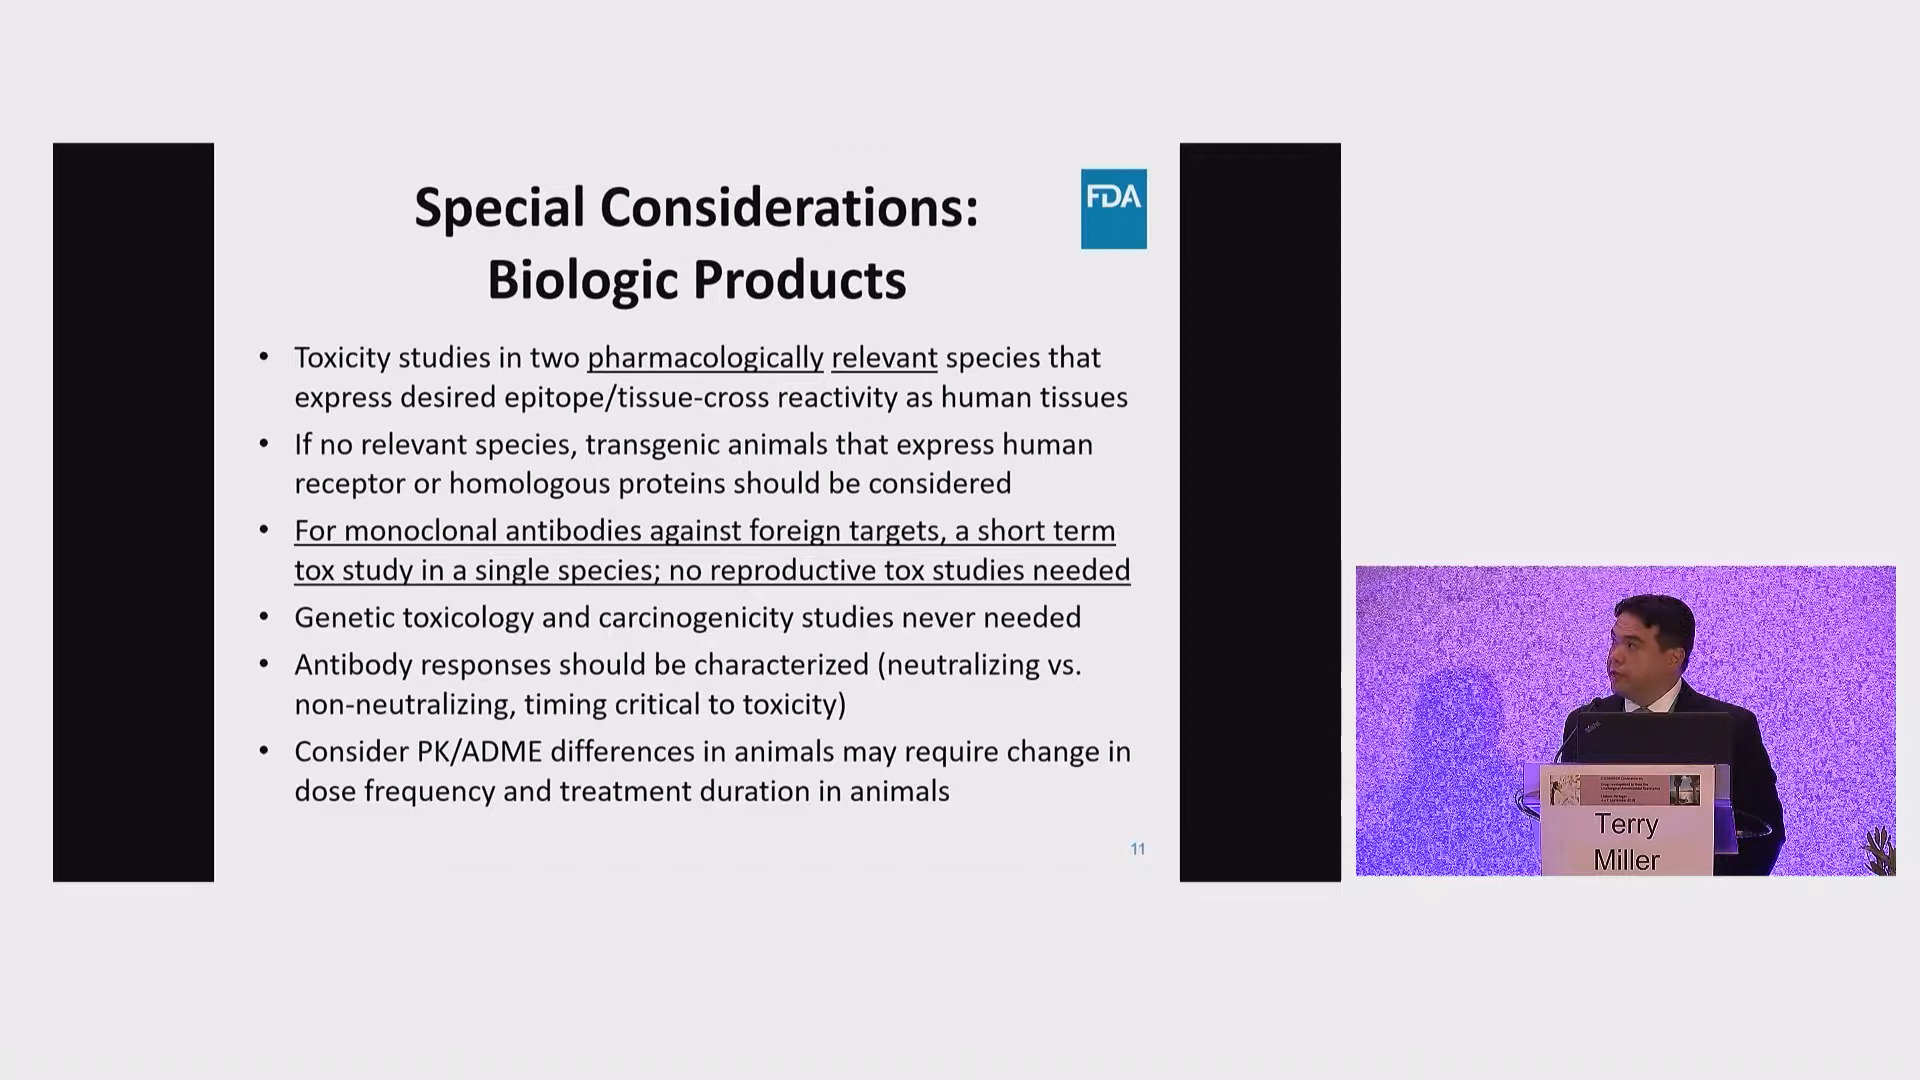 Special Considerations:
Biologic Products
FDA
• Toxicity studies in two pharmacologically relevant species that
express desired epitope/tissue-cross reactivity as human tissues
• If no relevant species, transgenic animals that express human
receptor or homologous proteins should be considered
• For monoclonal antibodies against foreign targets, a short term
tox study in a single species; no reproductive tox studies needed
• Genetic toxicology and carcinogenicity studies never needed
• Antibody responses should be characterized (neutralizing vs.
non-neutralizing, timing critical to toxicity)
• Consider PK/ADME differences in animals may require change in
dose frequency and treatment duration in animals
11
Terry
Miller